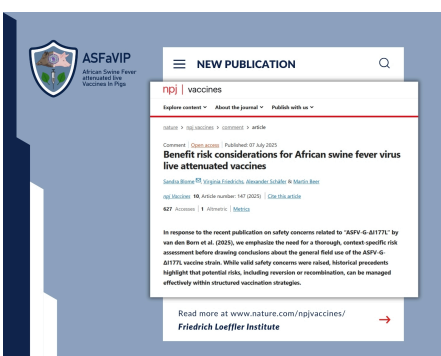 ASFaVIP
African Swine Fever
attenuated live
Vaccines In Pigs
NEW PUBLICATION
npj | vaccines
Explore content About the journal Publish with us
nature > npj vaccines > comment > article
Comment | Open access | Published: 07 July 2025
Benefit risk considerations for African swine fever virus
live attenuated vaccines
Sandra Blome, Virginia Friedrichs, Alexander Schäfer & Martin Beer
npj Vaccines 10, Article number: 147 (2025) | Cite this article
627 Accesses | 1 Altmetric | Metrics
In response to the recent publication on safety concerns related to "ASFV-G-ΔI177L" by
van den Born et al. (2025), we emphasize the need for a thorough, context-specific risk
assessment before drawing conclusions about the general field use of the ASFV-G-
ΔI177L vaccine strain. While valid safety concerns were raised, historical precedents
highlight that potential risks, including reversion or recombination, can be managed
effectively within structured vaccination strategies.
Read more at www.nature.com/npjvaccines/
Friedrich Loeffler Institute